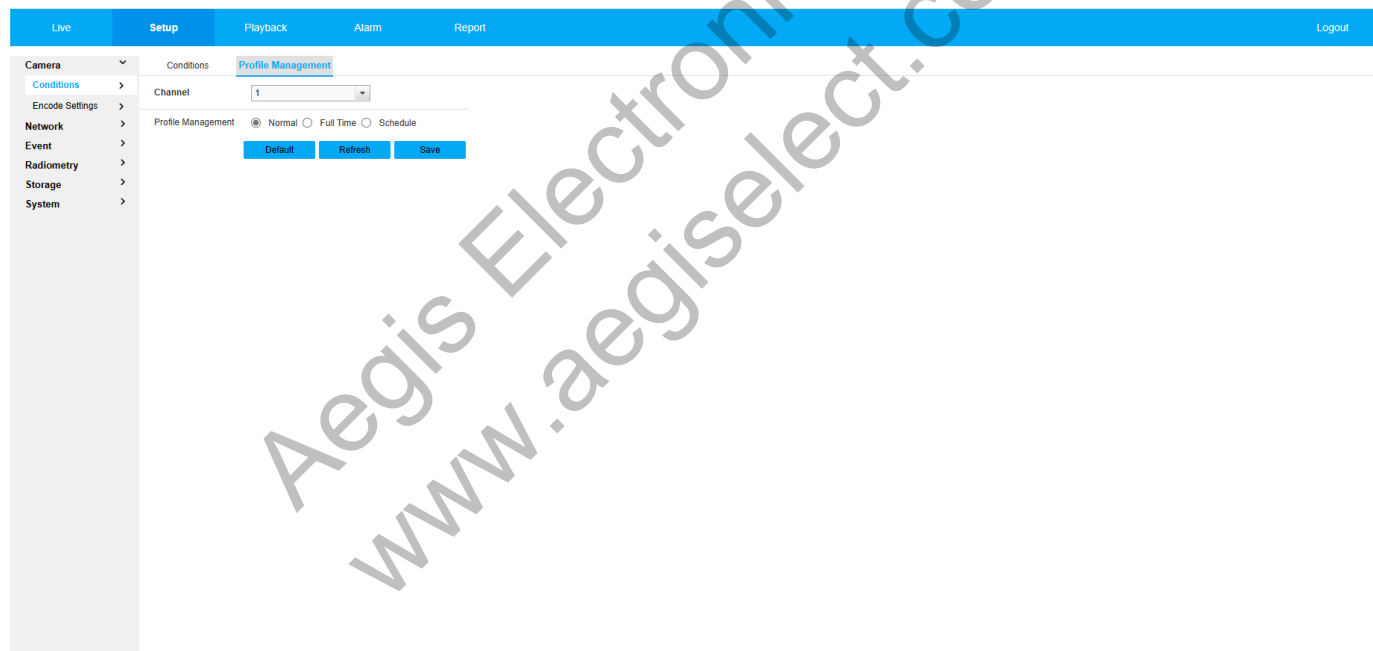 Live Setup Playback Alarm Report Logout
Camera
Conditions
Encode Settings
Network
Event
Radiometry
Storage
System
Conditions Profile Management
Channel 1
Profile Management Normal Full Time Schedule
Default Refresh Save
Aegis Electroni
www.aegiselect.co